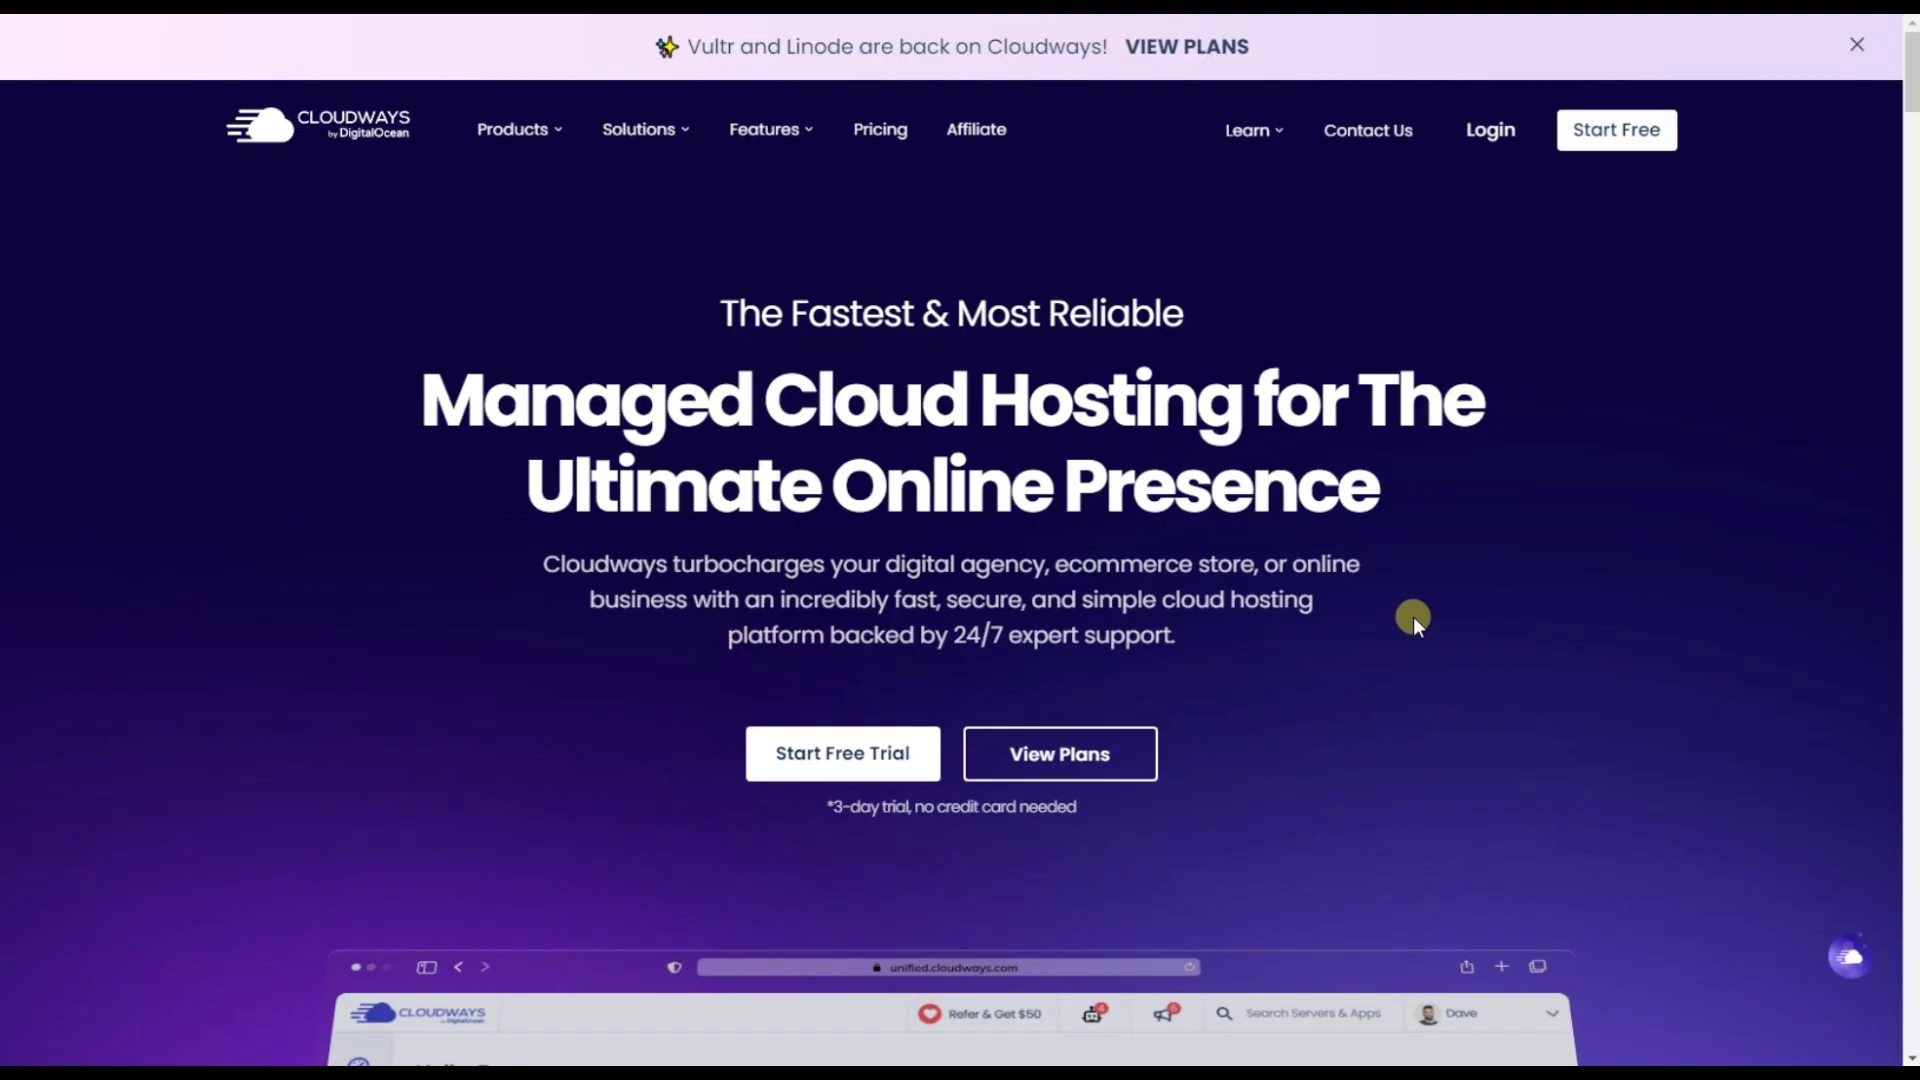 Vultr and Linode are back on Cloudways! VIEW PLANS
CLOUDWAYS
by DigitalOcean
Products
Solutions
Features
Pricing
Affiliate
Learn
Contact Us
Login
Start Free
The Fastest & Most Reliable
Managed Cloud Hosting for The
Ultimate Online Presence
Cloudways turbocharges your digital agency, ecommerce store, or online
business with an incredibly fast, secure, and simple cloud hosting
platform backed by 24/7 expert support.
Start Free Trial
View Plans
*3-day trial, no credit card needed
unified.cloudways.com
CLOUDWAYS
by DigitalOcean
Refer & Get $50
Search Servers & Apps
Dave